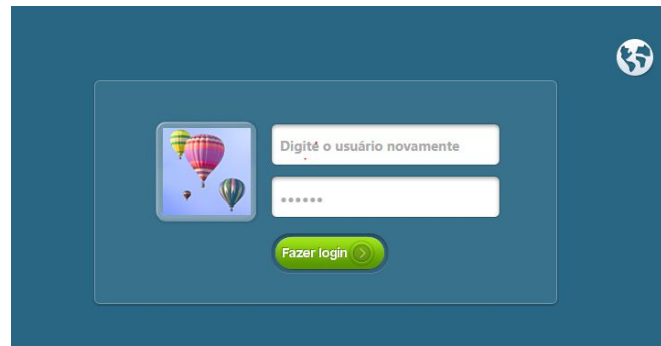 Digite o usuário novamente
••••••
Fazer login